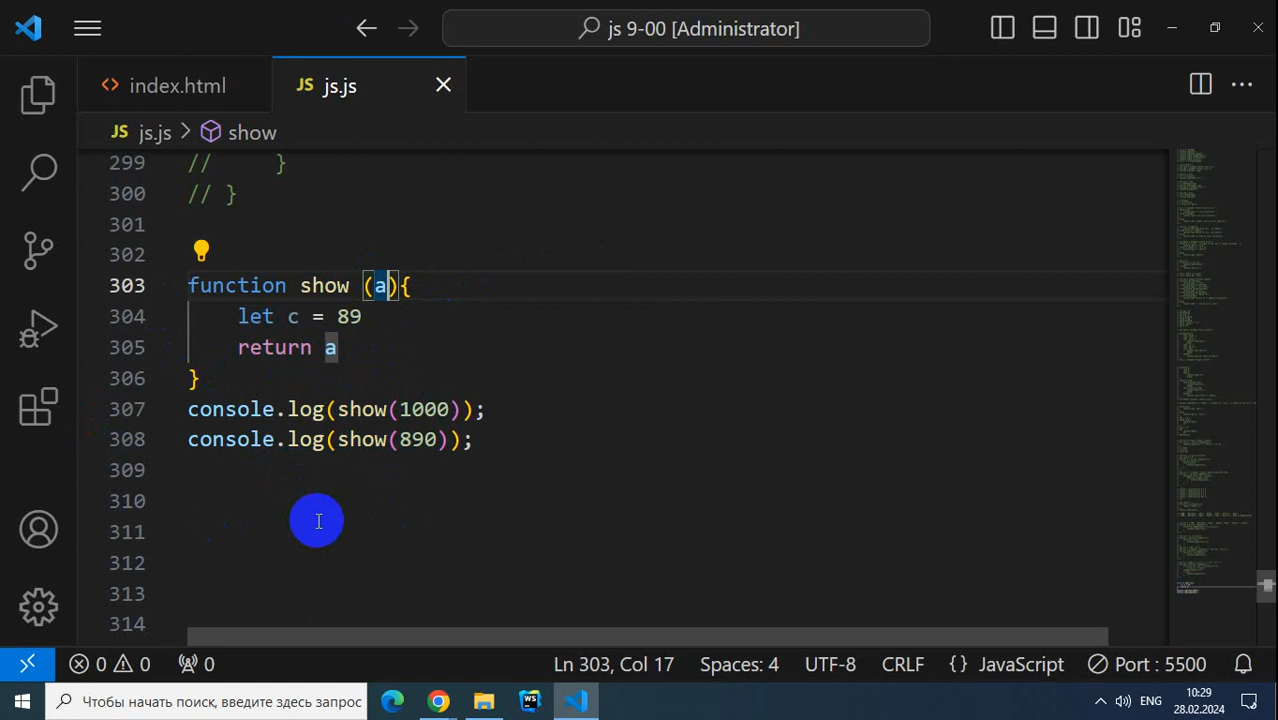 js 9-00 [Administrator]
index.html
JS js.js
JS js.js > show
299 //     }
300 // }
301
302
303 function show (a){
304     let c = 89
305     return a
306 }
307 console.log(show(1000));
308 console.log(show(890));
309
310
311
312
313
314
0 0 0 Ln 303, Col 17 Spaces: 4 UTF-8 CRLF {} JavaScript Port : 5500
Чтобы начать поиск, введите здесь запрос WS ENG 10:29
28.02.2024